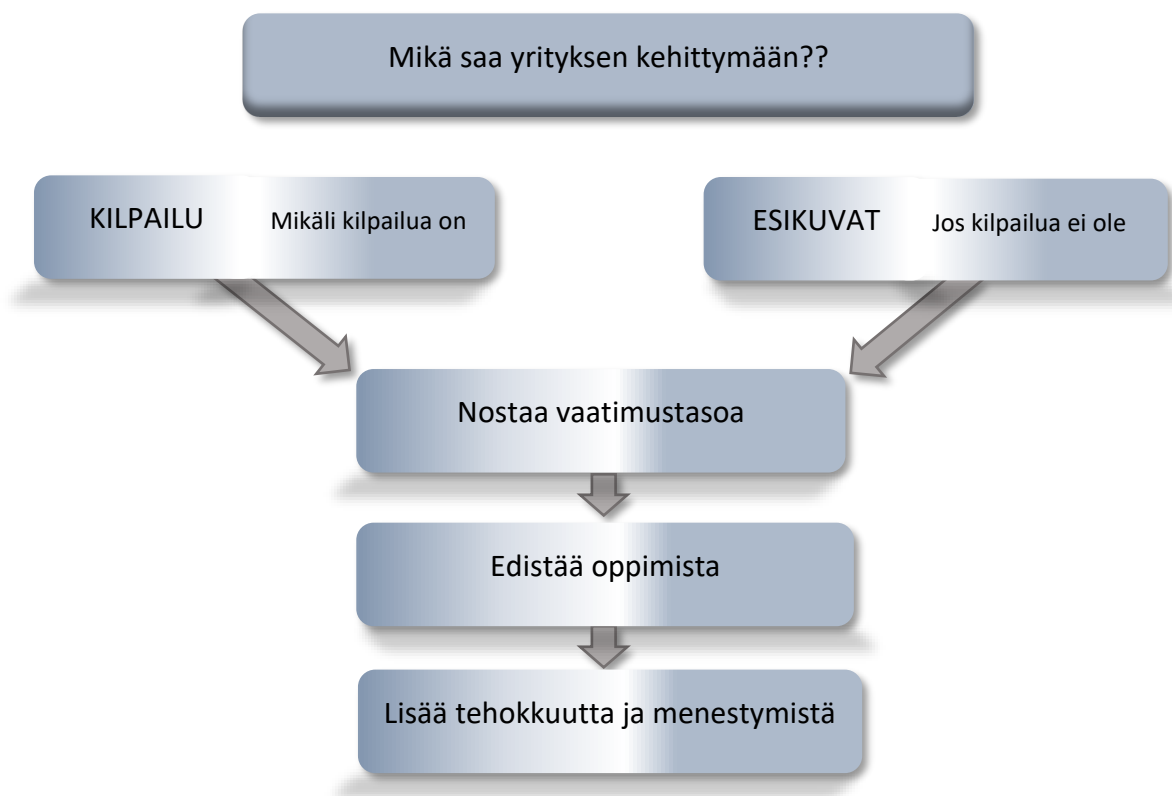 Mikä saa yrityksen kehittymään??
KILPAILU Mikäli kilpailua on
ESIKUVAT Jos kilpailua ei ole
Nostaa vaatimustasoa
Edistää oppimista
Lisää tehokkuutta ja menestymistä